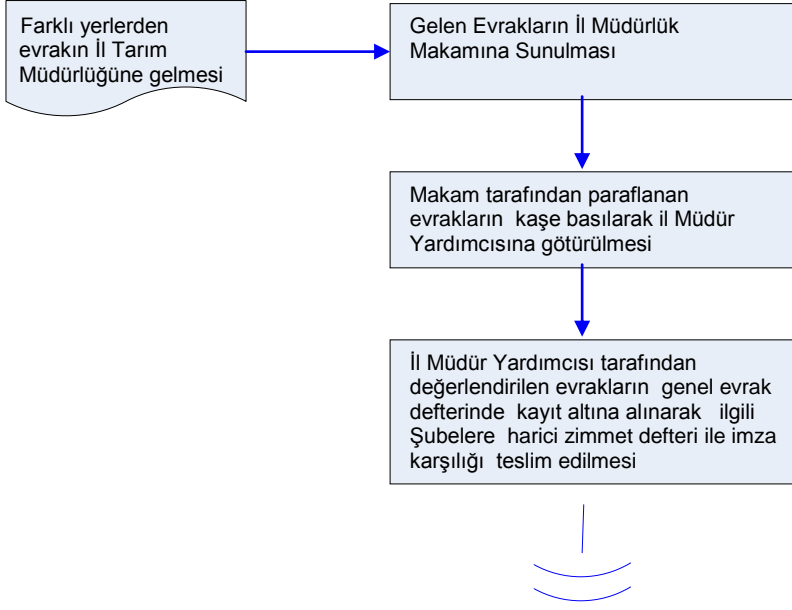 Farklı yerlerden
evrakın İl Tarım
Müdürlüğüne gelmesi
Gelen Evrakların İl Müdürlük
Makamına Sunulması
Makam tarafından paraflanan
evrakların kaşe basılarak il Müdür
Yardımcısına götürülmesi
İl Müdür Yardımcısı tarafından
değerlendirilen evrakların genel evrak
defterinde kayıt altına alınarak ilgili
Şubelere harici zimmet defteri ile imza
karşılığı teslim edilmesi